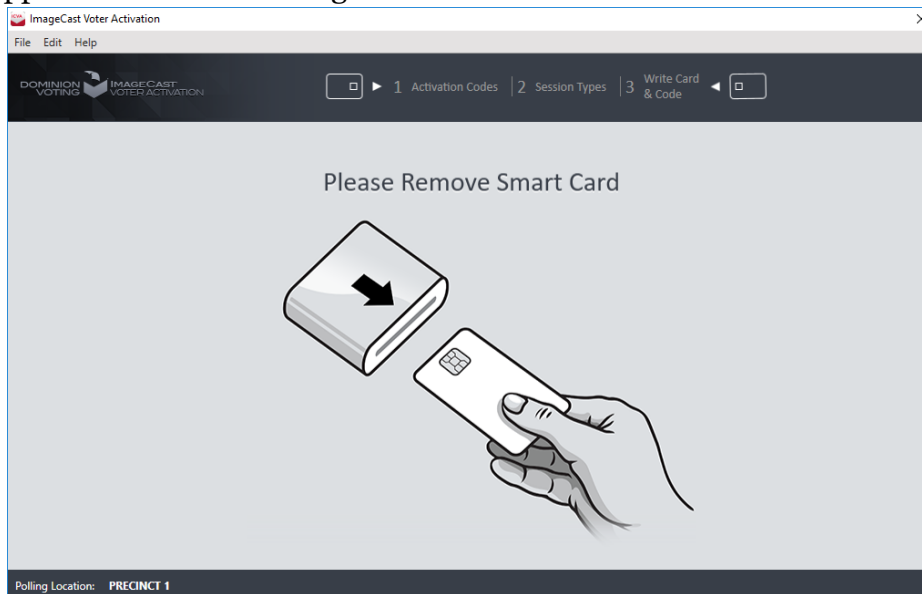 ImageCast Voter Activation
File Edit Help
DOMINION VOTING
IMAGECAST VOTER ACTIVATION
1 Activation Codes 2 Session Types 3 Write Card & Code
Please Remove Smart Card
Polling Location: PRECINCT 1